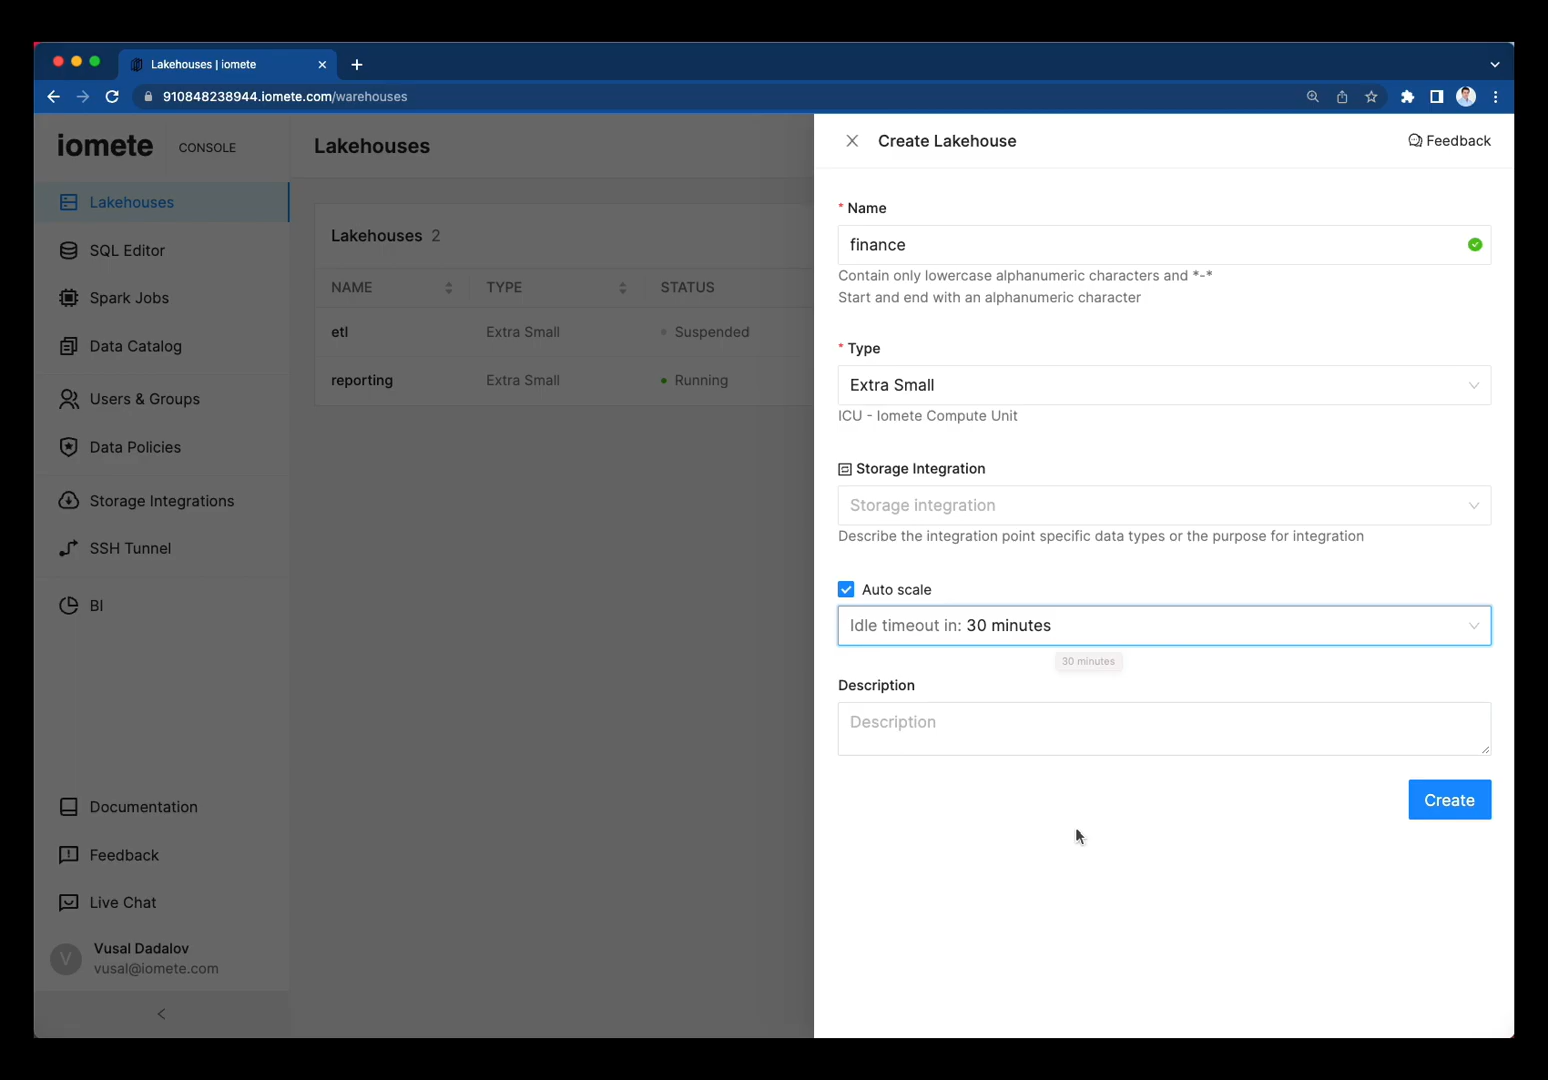 Lakehouses | iomete
910848238944.iomete.com/warehouses
iomete CONSOLE
Lakehouses
SQL Editor
Spark Jobs
Data Catalog
Users & Groups
Data Policies
Storage Integrations
SSH Tunnel
BI
Documentation
Feedback
Live Chat
V
Vusal Dadalov
vusal@iomete.com
Lakehouses
Lakehouses 2
NAME TYPE STATUS
etl Extra Small Suspended
reporting Extra Small Running
Create Lakehouse
Feedback
* Name
finance
Contain only lowercase alphanumeric characters and *-*
Start and end with an alphanumeric character
* Type
Extra Small
ICU - Iomete Compute Unit
Storage Integration
Storage integration
Describe the integration point specific data types or the purpose for integration
Auto scale
Idle timeout in: 30 minutes
30 minutes
Description
Description
Create